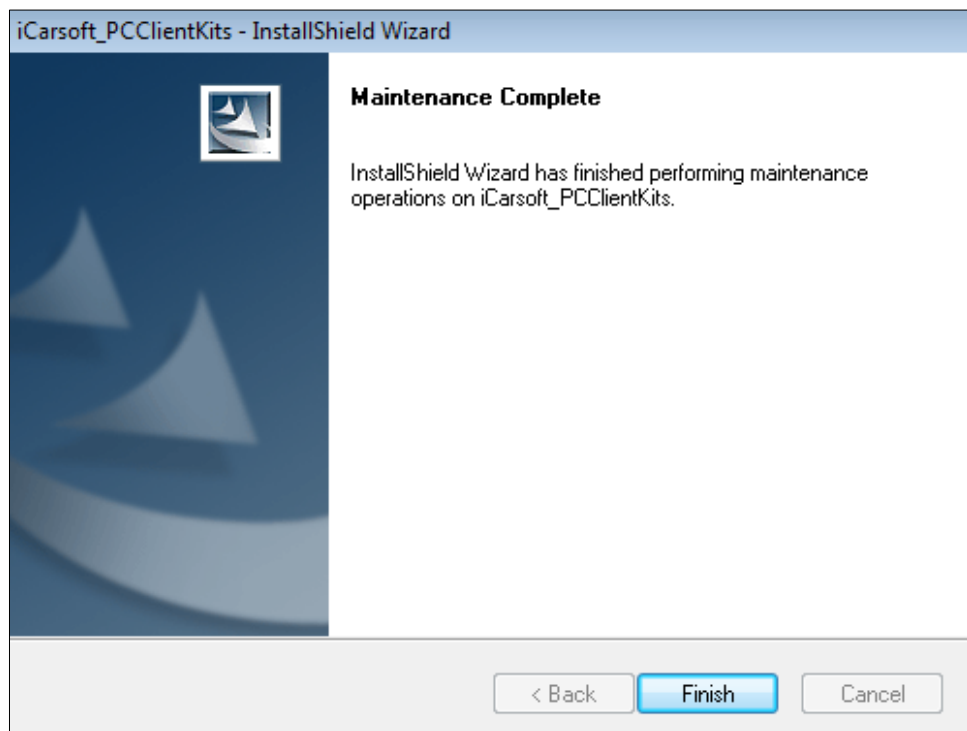 iCarsoft_PCClientKits - InstallShield Wizard
Maintenance Complete
InstallShield Wizard has finished performing maintenance
operations on iCarsoft_PCClientKits.
< Back
Finish
Cancel